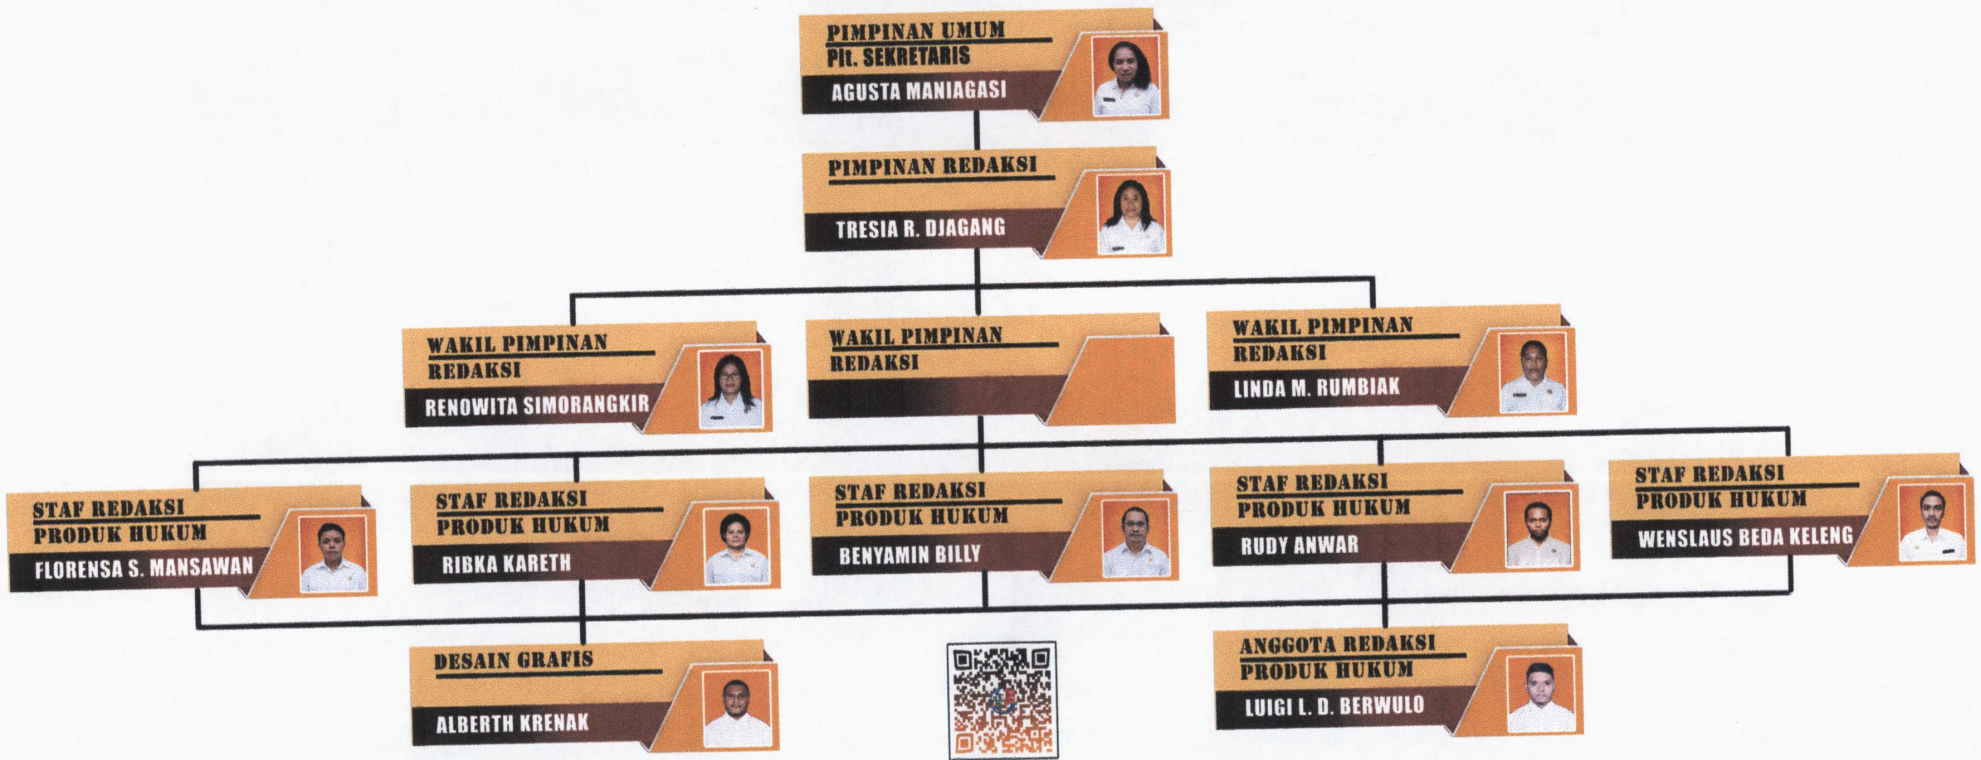 PIMPINAN UMUM
Plt. SEKRETARIS
AGUSTA MANIAGASI
PIMPINAN REDAKSI
TRESIA R. DJAGANG
WAKIL PIMPINAN
REDAKSI
RENOWITA SIMORANGKIR
WAKIL PIMPINAN
REDAKSI
WAKIL PIMPINAN
REDAKSI
LINDA M. RUMBIAK
STAF REDAKSI
PRODUK HUKUM
FLORENSA S. MANSAWAN
STAF REDAKSI
PRODUK HUKUM
RIBKA KARETH
STAF REDAKSI
PRODUK HUKUM
BENYAMIN BILLY
STAF REDAKSI
PRODUK HUKUM
RUDY ANWAR
STAF REDAKSI
PRODUK HUKUM
WENSLAUS BEDA KELENG
DESAIN GRAFIS
ALBERTH KRENAK
ANGGOTA REDAKSI
PRODUK HUKUM
LUIGI L. D. BERWULO